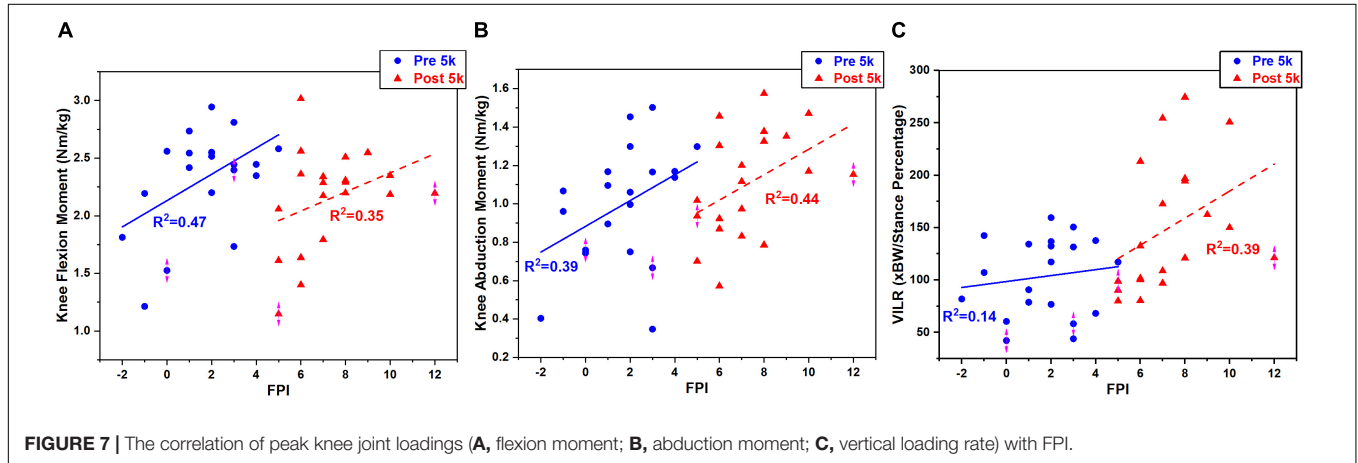 A
Pre 5k
Post 5k
Knee Flexion Moment (Nm/kg)
3.0
2.5
2.0
1.5
1.0
R²=0.47
R²=0.35
-2 0 2 4 6 8 10 12
FPI
B
Pre 5k
Post 5k
Knee Abduction Moment (Nm/kg)
1.6
1.4
1.2
1.0
0.8
0.6
0.4
0.2
R²=0.39
R²=0.44
-2 0 2 4 6 8 10 12
FPI
C
Pre 5k
Post 5k
VILR (xBW/Stance Percentage)
300
250
200
150
100
50
R²=0.14
R²=0.39
-2 0 2 4 6 8 10 12
FPI
FIGURE 7 | The correlation of peak knee joint loadings (A, flexion moment; B, abduction moment; C, vertical loading rate) with FPI.